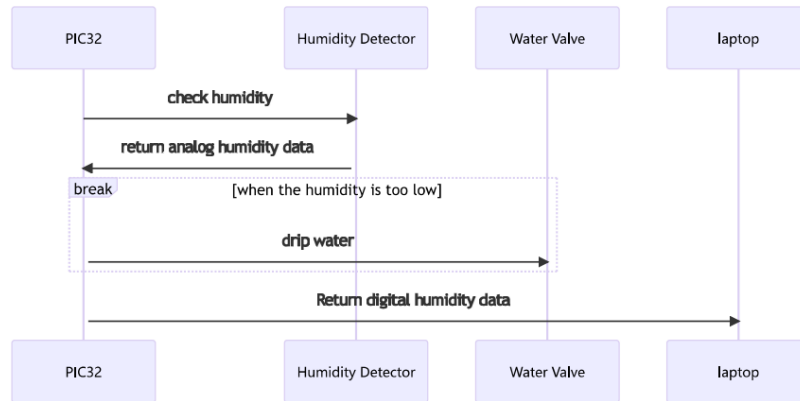 PIC32
Humidity Detector
Water Valve
laptop
check humidity
return analog humidity data
break
[when the humidity is too low]
drip water
Return digital humidity data
PIC32
Humidity Detector
Water Valve
laptop